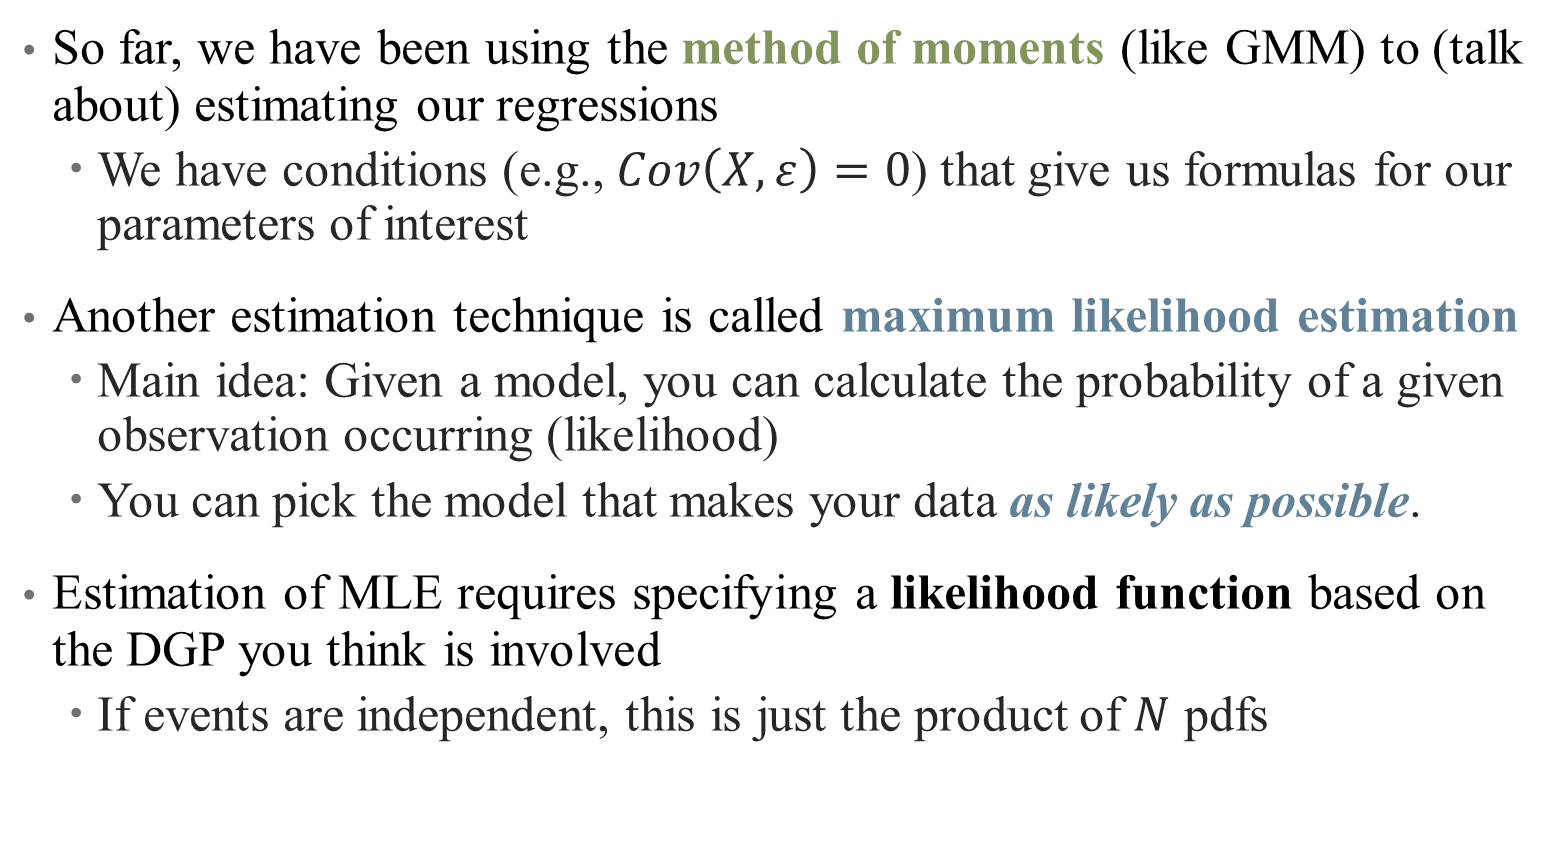 • So far, we have been using the method of moments (like GMM) to (talk
about) estimating our regressions
• We have conditions (e.g., 𝐶𝑜𝑣(𝑋, 𝜀) = 0) that give us formulas for our
parameters of interest
• Another estimation technique is called maximum likelihood estimation
• Main idea: Given a model, you can calculate the probability of a given
observation occurring (likelihood)
• You can pick the model that makes your data as likely as possible.
• Estimation of MLE requires specifying a likelihood function based on
the DGP you think is involved
• If events are independent, this is just the product of 𝑁 pdfs